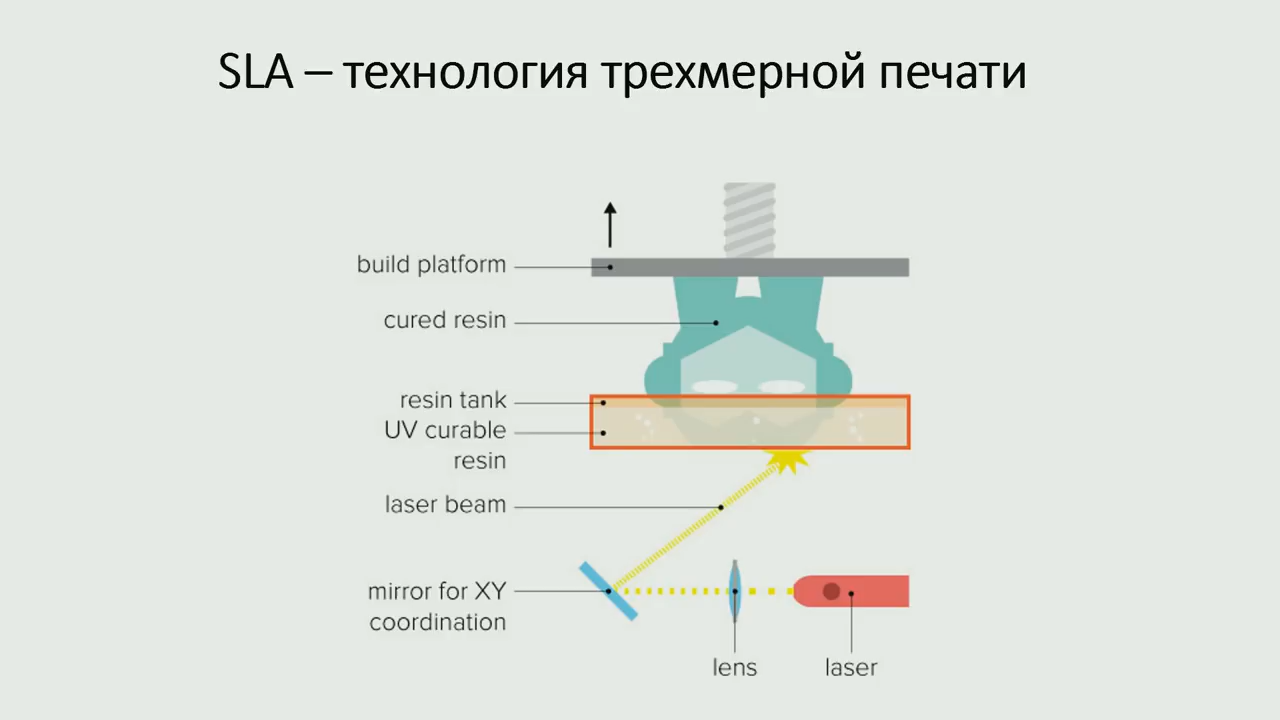 SLA – технология трехмерной печати
build platform
cured resin
resin tank
UV curable
resin
laser beam
mirror for XY
coordination
lens
laser